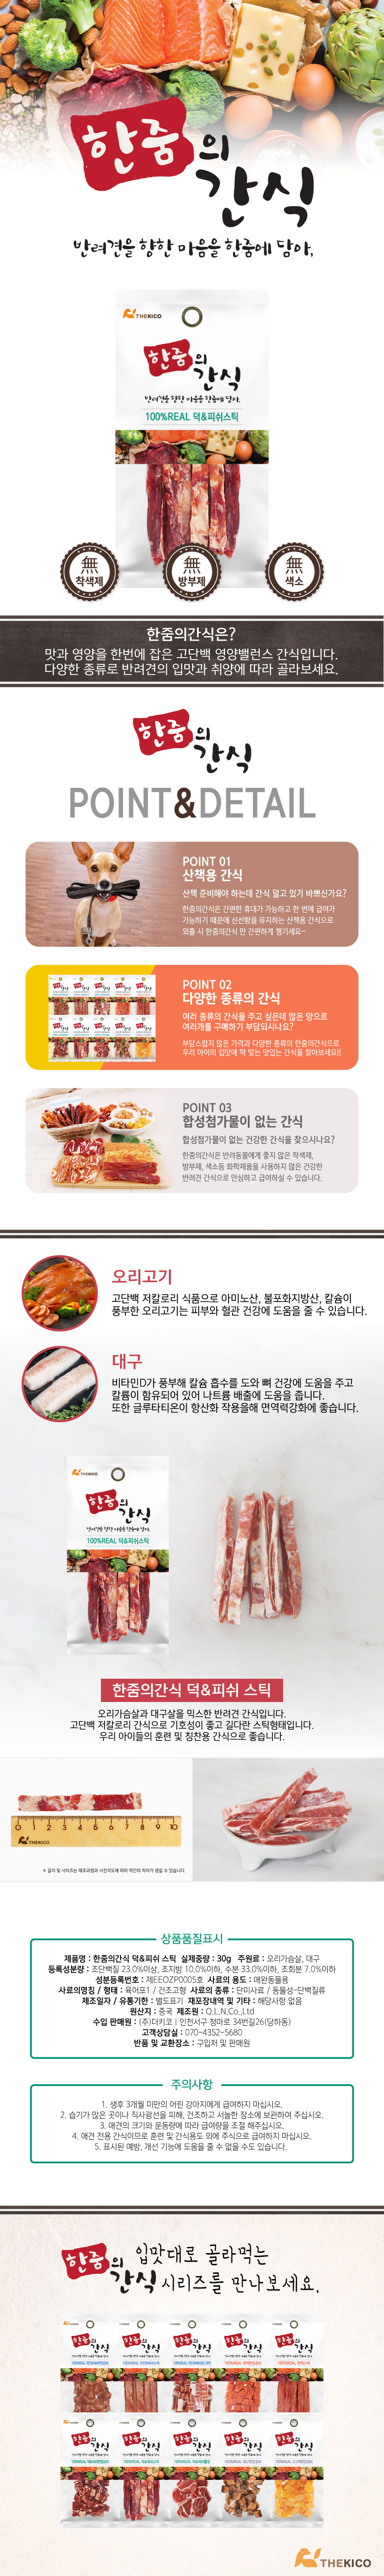 한줌의
간식
반려견을 향한 마음을 한줌에 담아,
THEKICO
한줌의
간식
반려견을 향한 마음을 한줌에 담아,
100%REAL 덕&피쉬스틱
無
착색제
無
방부제
無
색소
한줌의간식은?
맛과 영양을 한번에 잡은 고단백 영양밸런스 간식입니다.
다양한 종류로 반려견의 입맛과 취양에 따라 골라보세요.
한줌의
간식
POINT&DETAIL
POINT 01
산책용 간식
산책 준비해야 하는데 간식 덜고 있기 바쁘신가요?
한줌의간식은 간편한 휴대가 가능하고 한 번에 급여가
가능하기 때문에 신선함을 유지하는 산책용 간식으로
외출 시 한줌의간식 만 간편하게 챙기세요~
POINT 02
다양한 종류의 간식
여러 종류의 간식을 주고 싶은데 많은 양으로
여러개를 구매하기 부담되시나요?
부담스럽지 않은 가격과 다양한 종류의 한줌의간식으로
우리 아이의 입맛에 딱 맞는 맛있는 간식을 찾아보세요!!
POINT 03
합성첨가물이 없는 간식
합성첨가물이 없는 건강한 간식을 찾으시나요?
한줌의간식은 반려동물에게 좋지 않은 착색제,
방부제, 색소등 화학제품을 사용하지 않은 건강한
반려견 간식으로 안심하고 급여하실 수 있습니다.
오리고기
고단백 저칼로리 식품으로 아미노산, 불포화지방산, 칼슘이
풍부한 오리고기는 피부와 혈관 건강에 도움을 줄 수 있습니다.
대구
비타민D가 풍부해 칼슘 흡수를 도와 뼈 건강에 도움을 주고
칼륨이 함유되어 있어 나트륨 배출에 도움을 줍니다.
또한 글루타티온이 항산화 작용을해 면역력강화에 좋습니다.
THEKICO
한줌의
간식
반려견을 향한 마음을 한줌에 담아,
100%REAL 덕&피쉬스틱
한줌의간식 덕&피쉬 스틱
오리가슴살과 대구살을 믹스한 반려견 간식입니다.
고단백 저칼로리 간식으로 기호성이 좋고 길다란 스틱형태입니다.
우리 아이들의 훈련 및 칭찬용 간식으로 좋습니다.
0 1 2 3 4 5 6 7 8 9 10
THEKICO
※ 길이 및 사이즈는 제조과정과 사진각도에 따라 약간의 차이가 생길 수 있습니다.
상품품질표시
제품명 : 한줌의간식 덕&피쉬 스틱 실제중량 : 30g 주원료 : 오리가슴살, 대구
등록성분량 : 조단백질 23.0%이상, 조지방 10.0%이하, 수분 33.0%이하, 조회분 7.0%이하
성분등록번호 : 제EEOZP0005호 사료의 용도 : 애완동물용
사료의명칭 / 형태 : 육어포1 / 건조고형 사료의 종류 : 단미사료 / 동물성-단백질류
제조일자 / 유통기한 : 별도표기 재포장내역 및 기타 : 해당사항 없음
원산지 : 중국 제조원 : Q.L.N.Co.,Ltd
수입 판매원 : (주)더키코 | 인천서구 청마로 34번길26(당하동)
고객상담실 : 070-4352-5680
반품 및 교환장소 : 구입처 및 판매원
주의사항
1. 생후 3개월 미만의 어린 강아지에게 급여하지 마십시오.
2. 습기가 많은 곳이나 직사광선을 피해, 건조하고 서늘한 장소에 보관하여 주십시오.
3. 애견의 크기와 운동량에 따라 급여량을 조절 해주십시오.
4. 애견 전용 간식이므로 훈련 및 간식용도 외에 주식으로 급여하지 마십시오.
5. 표시된 예방, 개선 기능에 도움을 줄 수 없을 수도 있습니다.
한줌의 간식
입맛대로 골라먹는
시리즈를 만나보세요.
THEKICO